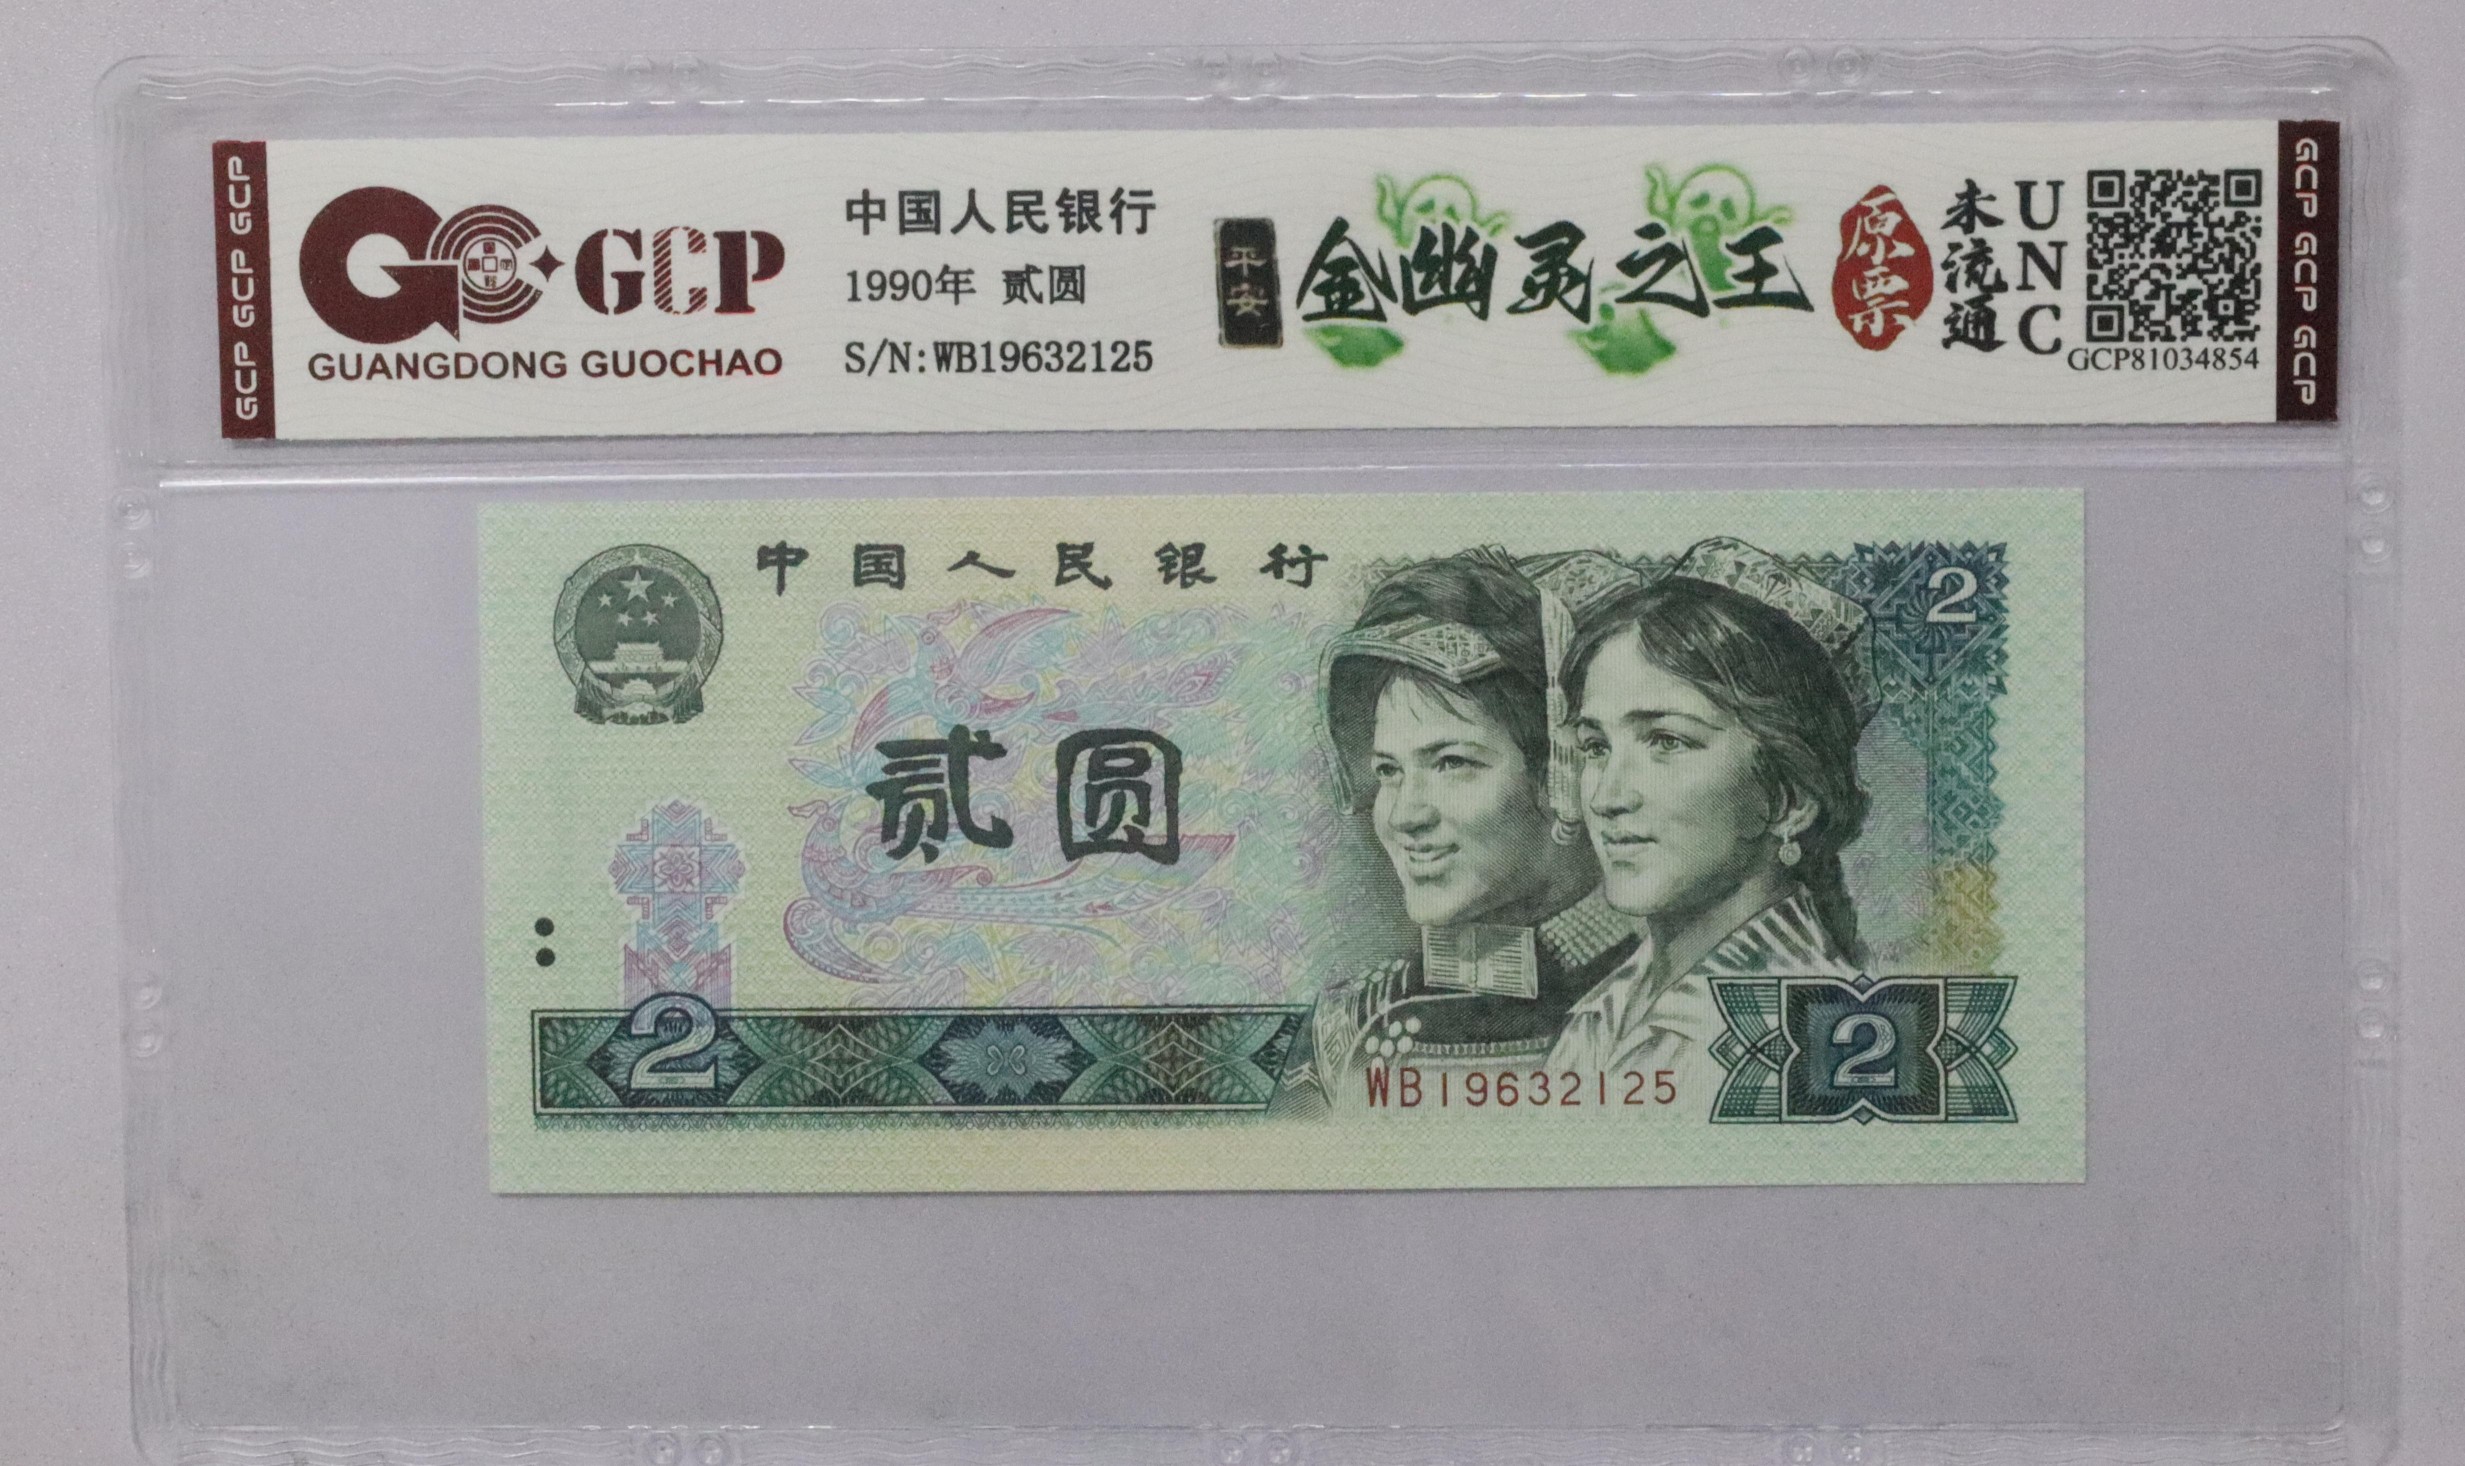 GCP GCP GCP
GCP
GUANGDONG GUOCHAO
中国人民银行
1990年 贰圆
S/N:WB19632125
平安
金幽灵之王
原票
未流通
UNC
GCP81034854
GCP GCP GCP
中国人民银行
2
贰圆
2
WB19632125
2